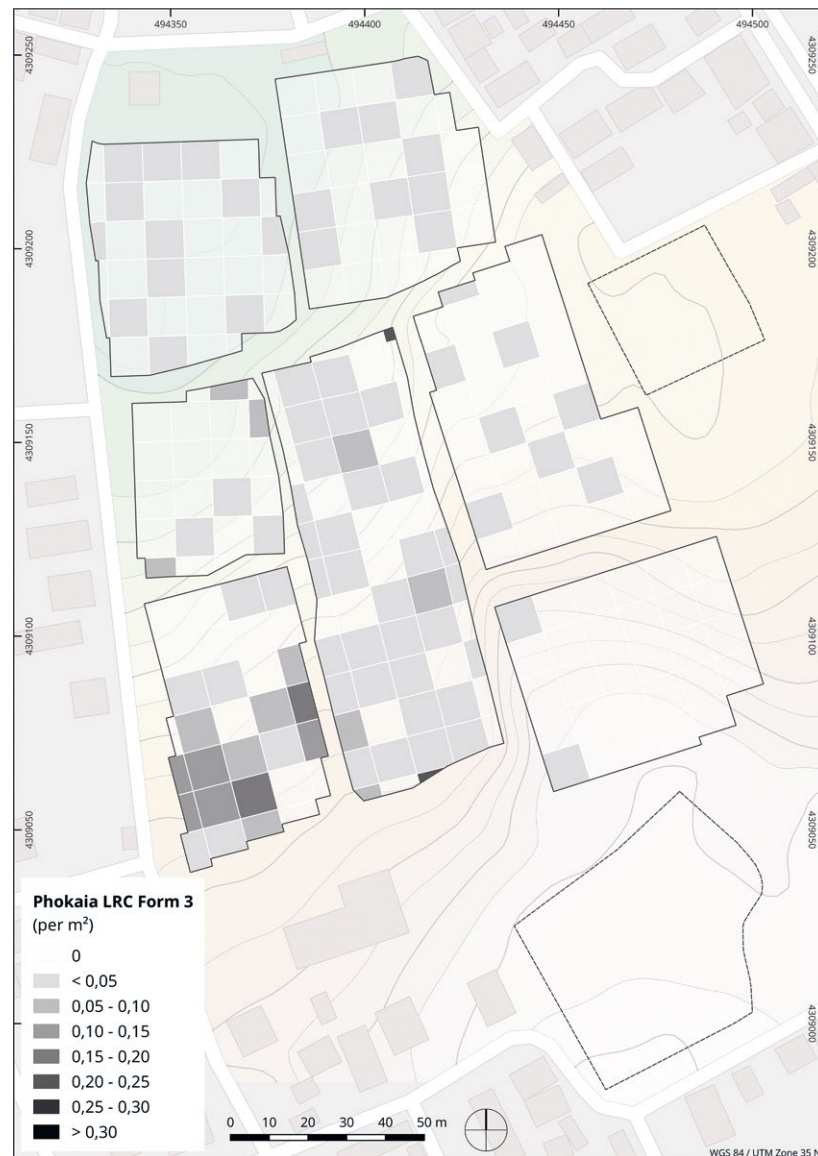 494350 494400 494450 494500
4309250 4309250
4309200 4309200
4309150 4309150
4309100 4309100
4309050 4309050
4309000
Phokaia LRC Form 3
(per m²)
0
< 0,05
0,05 - 0,10
0,10 - 0,15
0,15 - 0,20
0,20 - 0,25
0,25 - 0,30
> 0,30
0 10 20 30 40 50 m
WGS 84 / UTM Zone 35 N